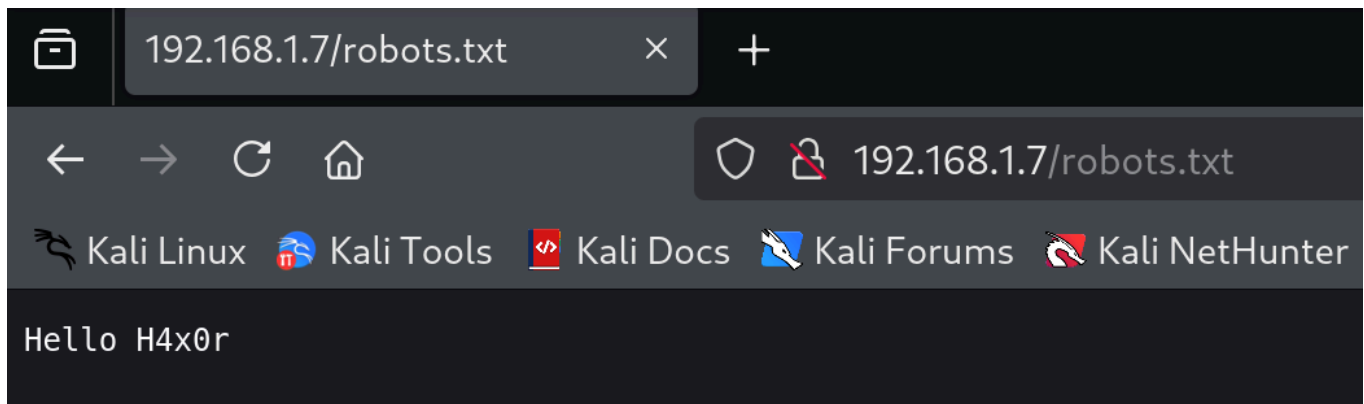 192.168.1.7/robots.txt
192.168.1.7/robots.txt
Kali Linux Kali Tools Kali Docs Kali Forums Kali NetHunter
Hello H4x0r